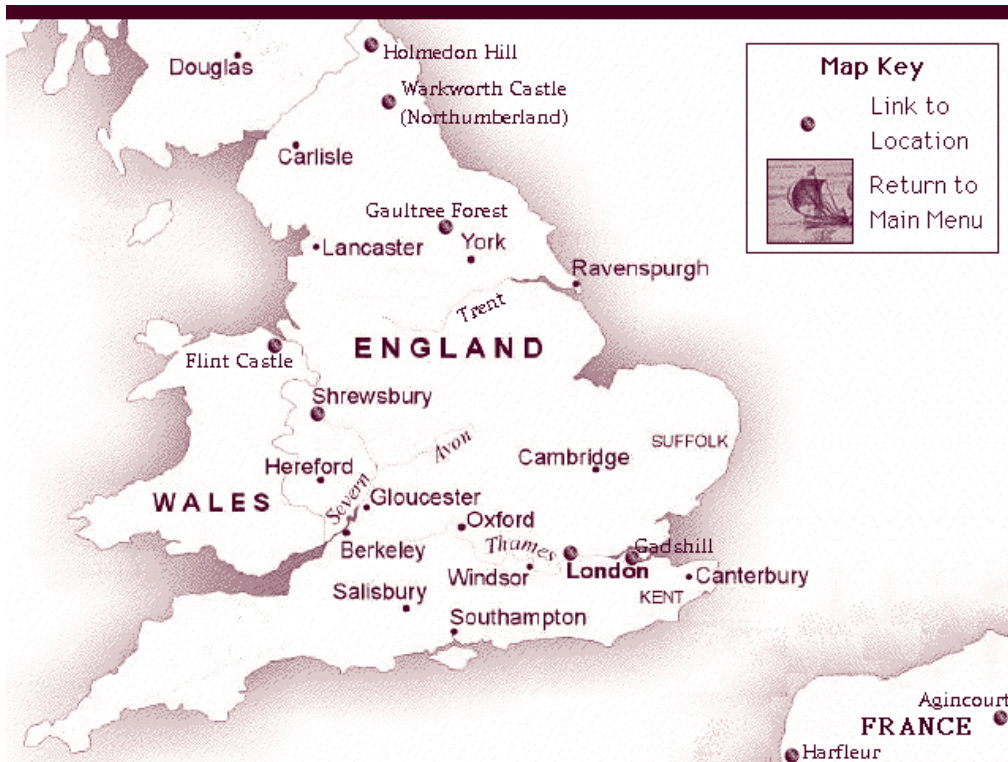 Holmedon Hill
Douglas
Warkworth Castle
(Northumberland)
Carlisle
Gaultree Forest
Lancaster
York
Ravenspurgh
Trent
ENGLAND
Flint Castle
Shrewsbury
Avon
SUFFOLK
Cambridge
Hereford
WALES
Severn
Gloucester
Oxford
Berkeley
Thames
Gadshill
London
Windsor
Canterbury
KENT
Salisbury
Southampton
Agincourt
FRANCE
Harfleur
Map Key
Link to
Location
Return to
Main Menu